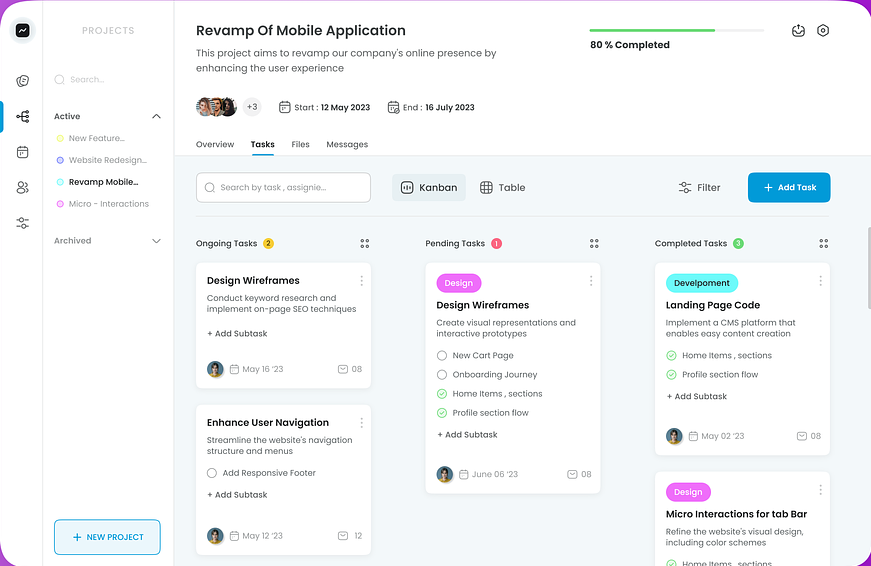 PROJECTS
Search...
Active
New Feature...
Website Redesign...
Revamp Mobile...
Micro - Interactions
Archived
+ NEW PROJECT
Revamp Of Mobile Application
This project aims to revamp our company's online presence by
enhancing the user experience
80 % Completed
+3
Start : 12 May 2023
End : 16 July 2023
Overview
Tasks
Files
Messages
Search by task , assignie...
Kanban
Table
Filter
+ Add Task
Ongoing Tasks 2
Design Wireframes
Conduct keyword research and
implement on-page SEO techniques
+ Add Subtask
May 16 '23
08
Enhance User Navigation
Streamline the website's navigation
structure and menus
Add Responsive Footer
+ Add Subtask
May 12 '23
12
Pending Tasks 1
Design
Design Wireframes
Create visual representations and
interactive prototypes
New Cart Page
Onboarding Journey
Home Items , sections
Profile section flow
+ Add Subtask
June 06 '23
08
Completed Tasks 3
Develpoment
Landing Page Code
Implement a CMS platform that
enables easy content creation
Home Items , sections
Profile section flow
+ Add Subtask
May 02 '23
08
Design
Micro Interactions for tab Bar
Refine the website's visual design,
including color schemes
Home Items, sections